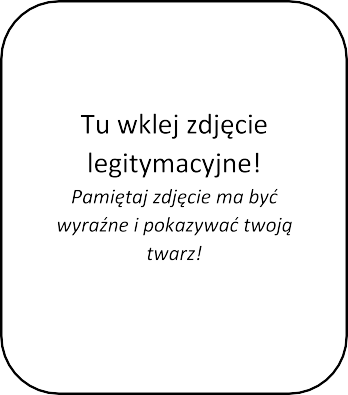 Tu wklej zdjęcie
legitymacyjne!
Pamiętaj zdjęcie ma być
wyraźne i pokazywać twoją
twarz!